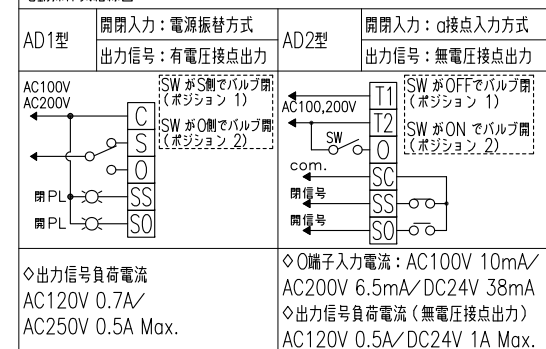 AD1型
開閉入力：電源振替方式
出力信号：有電圧接点出力
AD2型
開閉入力：a接点入力方式
出力信号：無電圧接点出力
AC100V
AC200V
C
S
O
SS
SO
閉PL
開PL
SW がS側でバルブ閉
(ポジション 1)
SW がO側でバルブ開
(ポジション 2)
AC100,200V
SW
com.
閉信号
開信号
T1
T2
O
SC
SS
SO
SW がOFFでバルブ閉
(ポジション 1)
SW がON でバルブ開
(ポジション 2)
◇出力信号負荷電流
AC120V 0.7A/
AC250V 0.5A Max.
◇O端子入力電流：AC100V 10mA/
AC200V 6.5mA/DC24V 38mA
◇出力信号負荷電流(無電圧接点出力)
AC120V 0.5A/DC24V 1A Max.